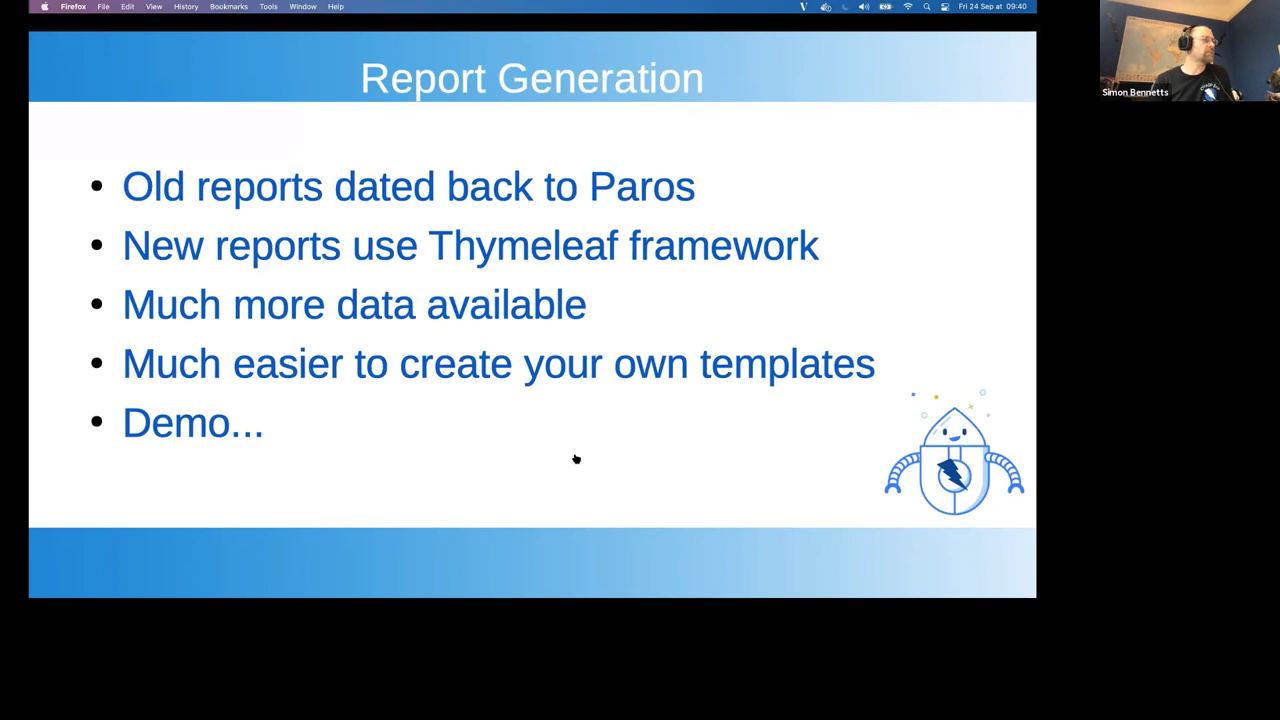 Firefox File Edit View History Bookmarks Tools Window Help Fri 24 Sep at 09:40
Simon Bennetts
Report Generation
Old reports dated back to Paros
New reports use Thymeleaf framework
Much more data available
Much easier to create your own templates
Demo...